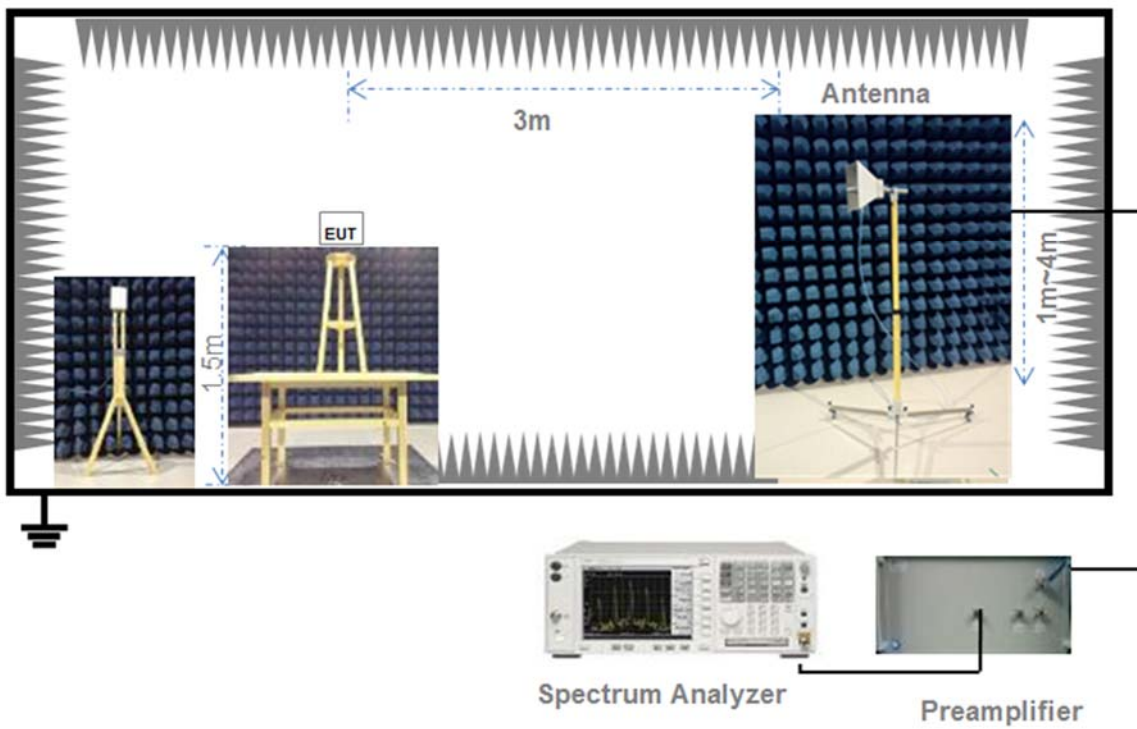 Antenna
3m
EUT
1.5m
1m~4m
Spectrum Analyzer
Preamplifier